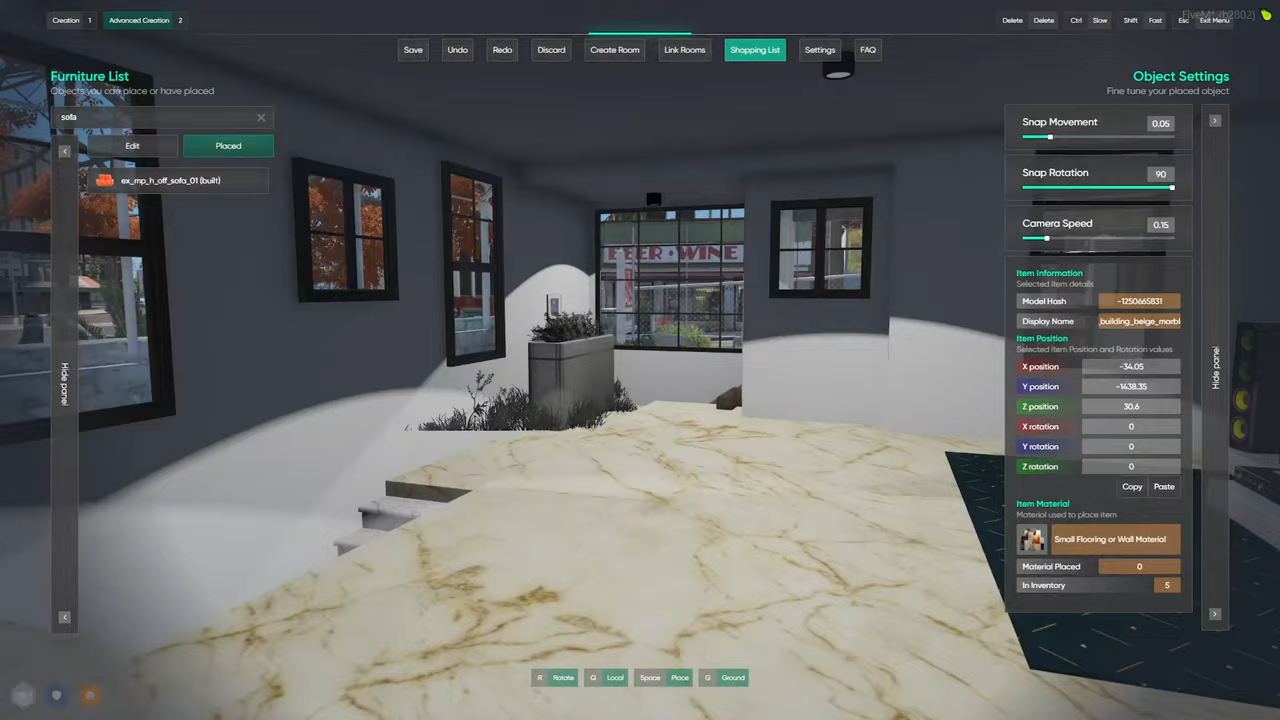 Creation 1 Advanced Creation 2
Delete Delete Ctrl Slow Shift Fast Esc Exit Menu
FiveM® (b2802)
Save Undo Redo Discard Create Room Link Rooms Shopping List Settings FAQ
Furniture List
Objects you can place or have placed
sofa
Edit Placed
ex_mp_h_off_sofa_01 (built)
Hide panel
BEER · WINE
Object Settings
Fine tune your placed object
Snap Movement 0.05
Snap Rotation 90
Camera Speed 0.15
Item Information
Selected item details
Model Hash -1250665831
Display Name _building_beige_marbl
Item Position
Selected item Position and Rotation values
X position -34.05
Y position -1438.35
Z position 30.6
X rotation 0
Y rotation 0
Z rotation 0
Copy Paste
Item Material
Material used to place item
Small Flooring or Wall Material
Material Placed 0
In Inventory 5
Hide panel
R Rotate Q Local Space Place G Ground